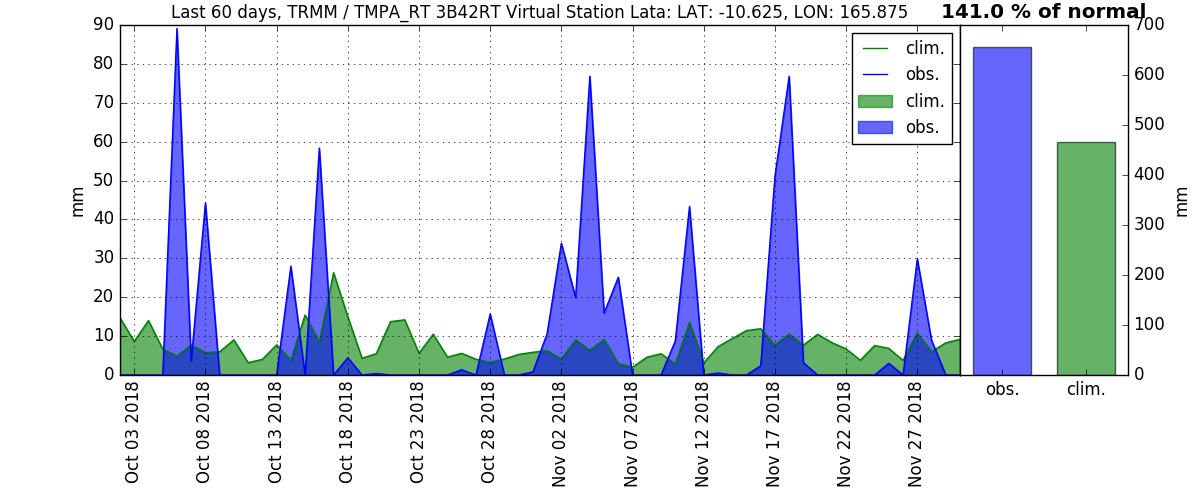 Last 60 days, TRMM / TMPA_RT 3B42RT Virtual Station Lata: LAT: -10.625, LON: 165.875
141.0 % of normal
90
80
70
60
50
40
30
20
10
0
mm
clim.
obs.
clim.
obs.
700
600
500
400
300
200
100
0
mm
Oct 03 2018
Oct 08 2018
Oct 13 2018
Oct 18 2018
Oct 23 2018
Oct 28 2018
Nov 02 2018
Nov 07 2018
Nov 12 2018
Nov 17 2018
Nov 22 2018
Nov 27 2018
obs.
clim.